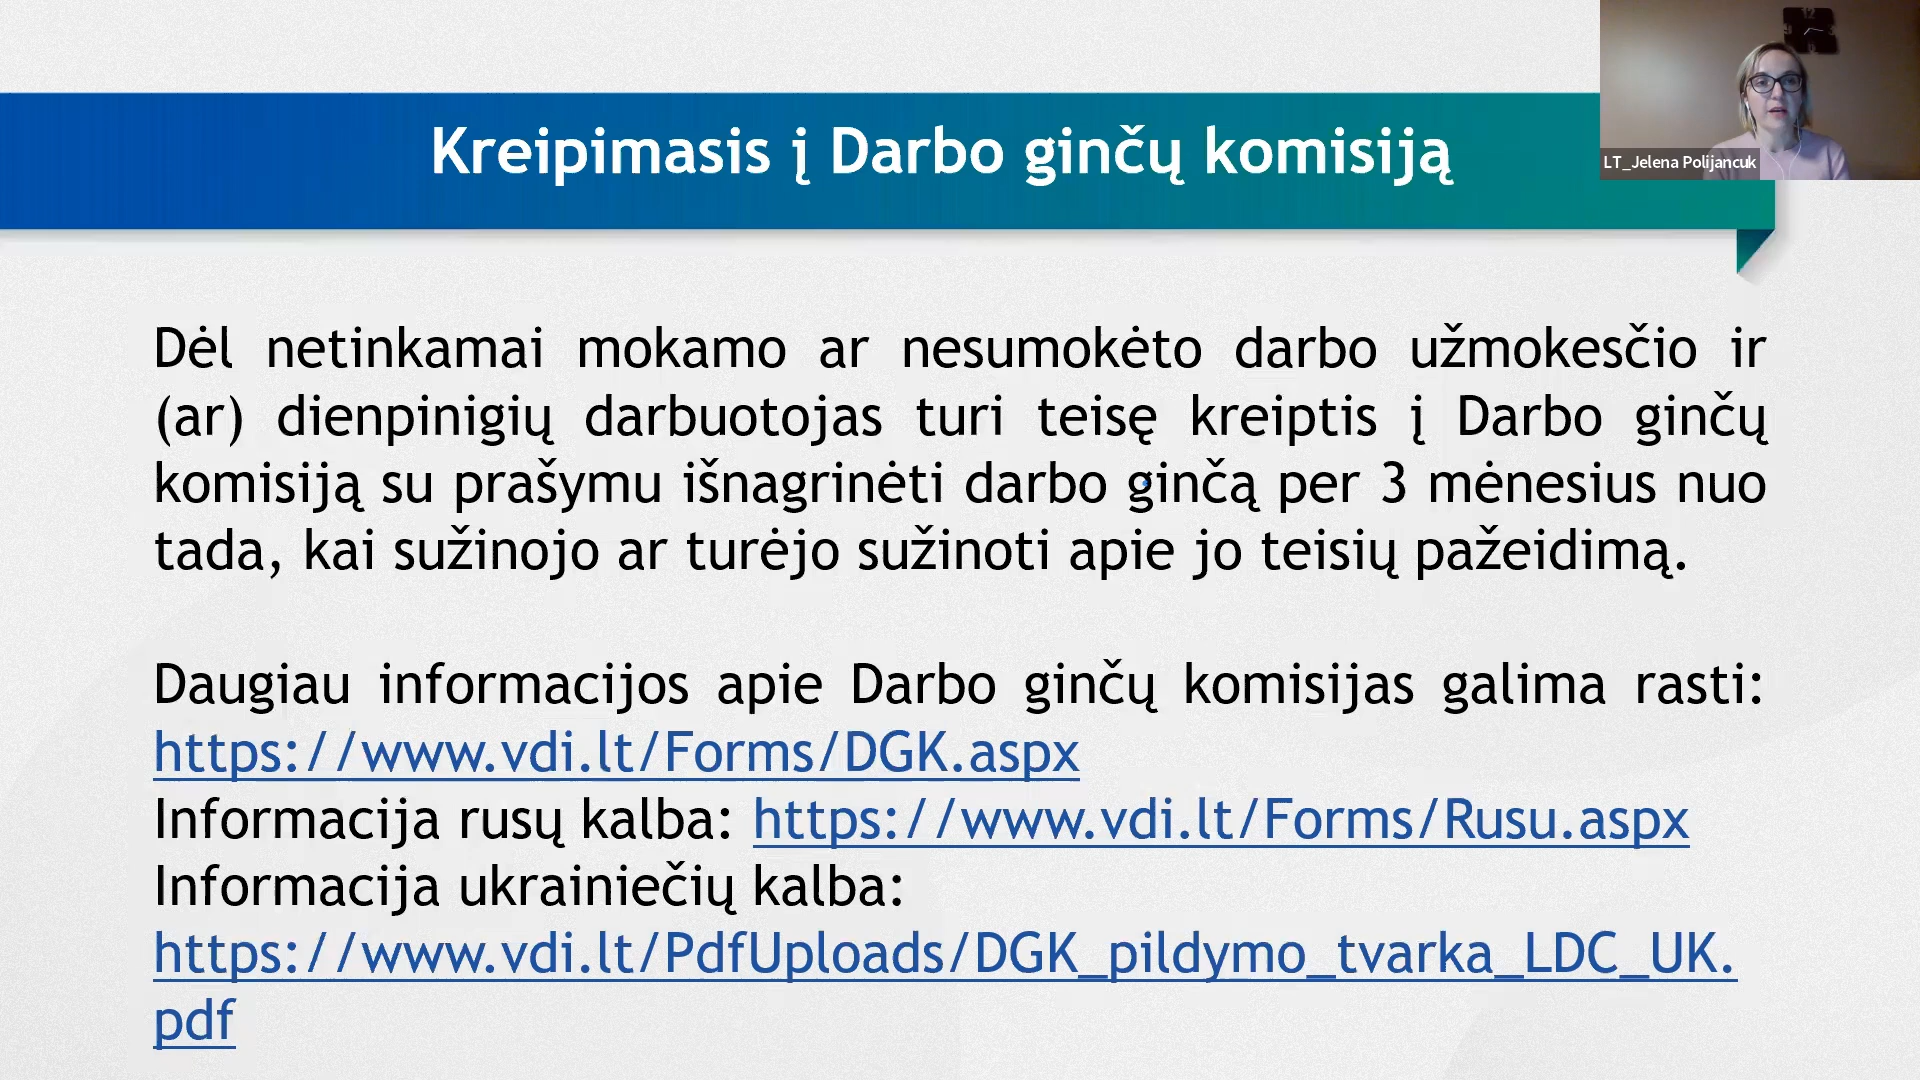 Kreipimasis į Darbo ginčų komisiją
LT_Jelena Polijancuk
Dėl netinkamai mokamo ar nesumokėto darbo užmokesčio ir
(ar) dienpinigių darbuotojas turi teisę kreiptis į Darbo ginčų
komisiją su prašymu išnagrinėti darbo ginčą per 3 mėnesius nuo
tada, kai sužinojo ar turėjo sužinoti apie jo teisių pažeidimą.
Daugiau informacijos apie Darbo ginčų komisijas galima rasti:
https://www.vdi.lt/Forms/DGK.aspx
Informacija rusų kalba: https://www.vdi.lt/Forms/Rusu.aspx
Informacija ukrainiečių kalba:
https://www.vdi.lt/PdfUploads/DGK_pildymo_tvarka_LDC_UK.
pdf